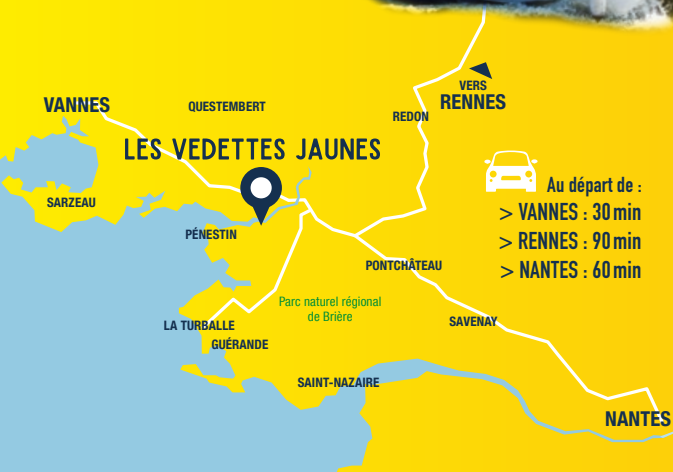 VERS
RENNES
VANNES
QUESTEMBERT
REDON
LES VEDETTES JAUNES
SARZEAU
Au départ de :
> VANNES : 30 min
> RENNES : 90 min
> NANTES : 60 min
PÉNESTIN
PONTCHÂTEAU
Parc naturel régional
de Brière
LA TURBALLE
GUÉRANDE
SAVENAY
SAINT-NAZAIRE
NANTES